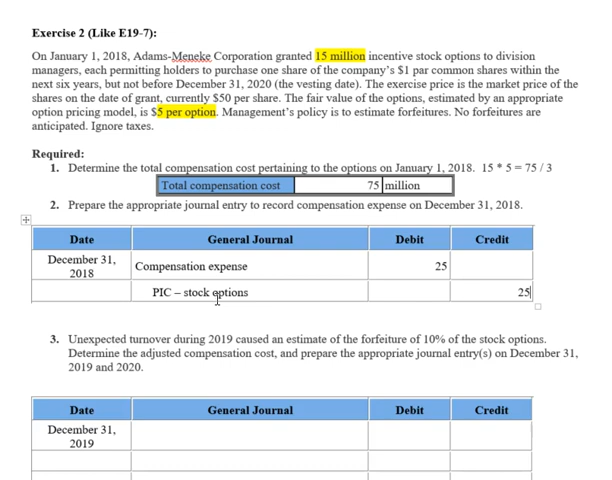 Exercise 2 (Like E19-7):
On January 1, 2018, Adams-Meneke Corporation granted 15 million incentive stock options to division
managers, each permitting holders to purchase one share of the company's $1 par common shares within the
next six years, but not before December 31, 2020 (the vesting date). The exercise price is the market price of the
shares on the date of grant, currently $50 per share. The fair value of the options, estimated by an appropriate
option pricing model, is $5 per option. Management's policy is to estimate forfeitures. No forfeitures are
anticipated. Ignore taxes.
Required:
1. Determine the total compensation cost pertaining to the options on January 1, 2018. 15 * 5 = 75 / 3
Total compensation cost 75 million
2. Prepare the appropriate journal entry to record compensation expense on December 31, 2018.
Date General Journal Debit Credit
December 31,
2018
Compensation expense 25
PIC – stock options 25
3. Unexpected turnover during 2019 caused an estimate of the forfeiture of 10% of the stock options.
Determine the adjusted compensation cost, and prepare the appropriate journal entry(s) on December 31,
2019 and 2020.
Date General Journal Debit Credit
December 31,
2019